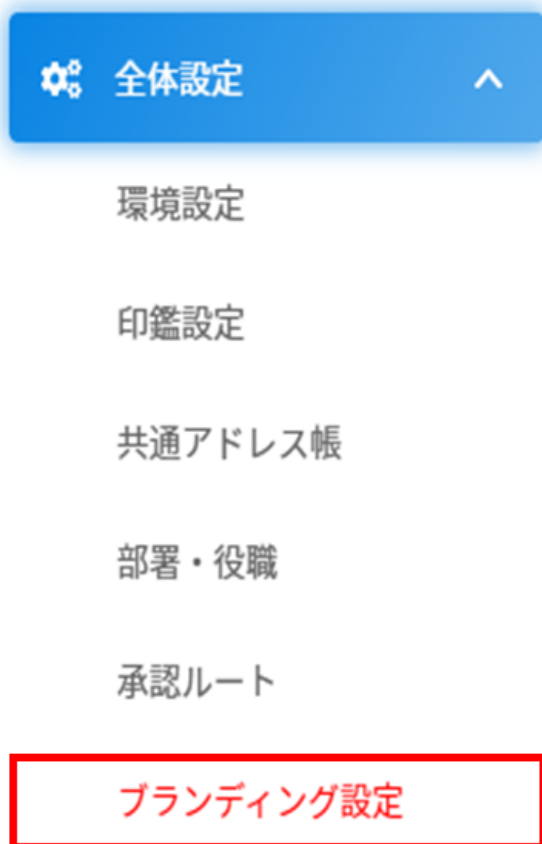 全体設定
環境設定
印鑑設定
共通アドレス帳
部署・役職
承認ルート
ブランディング設定